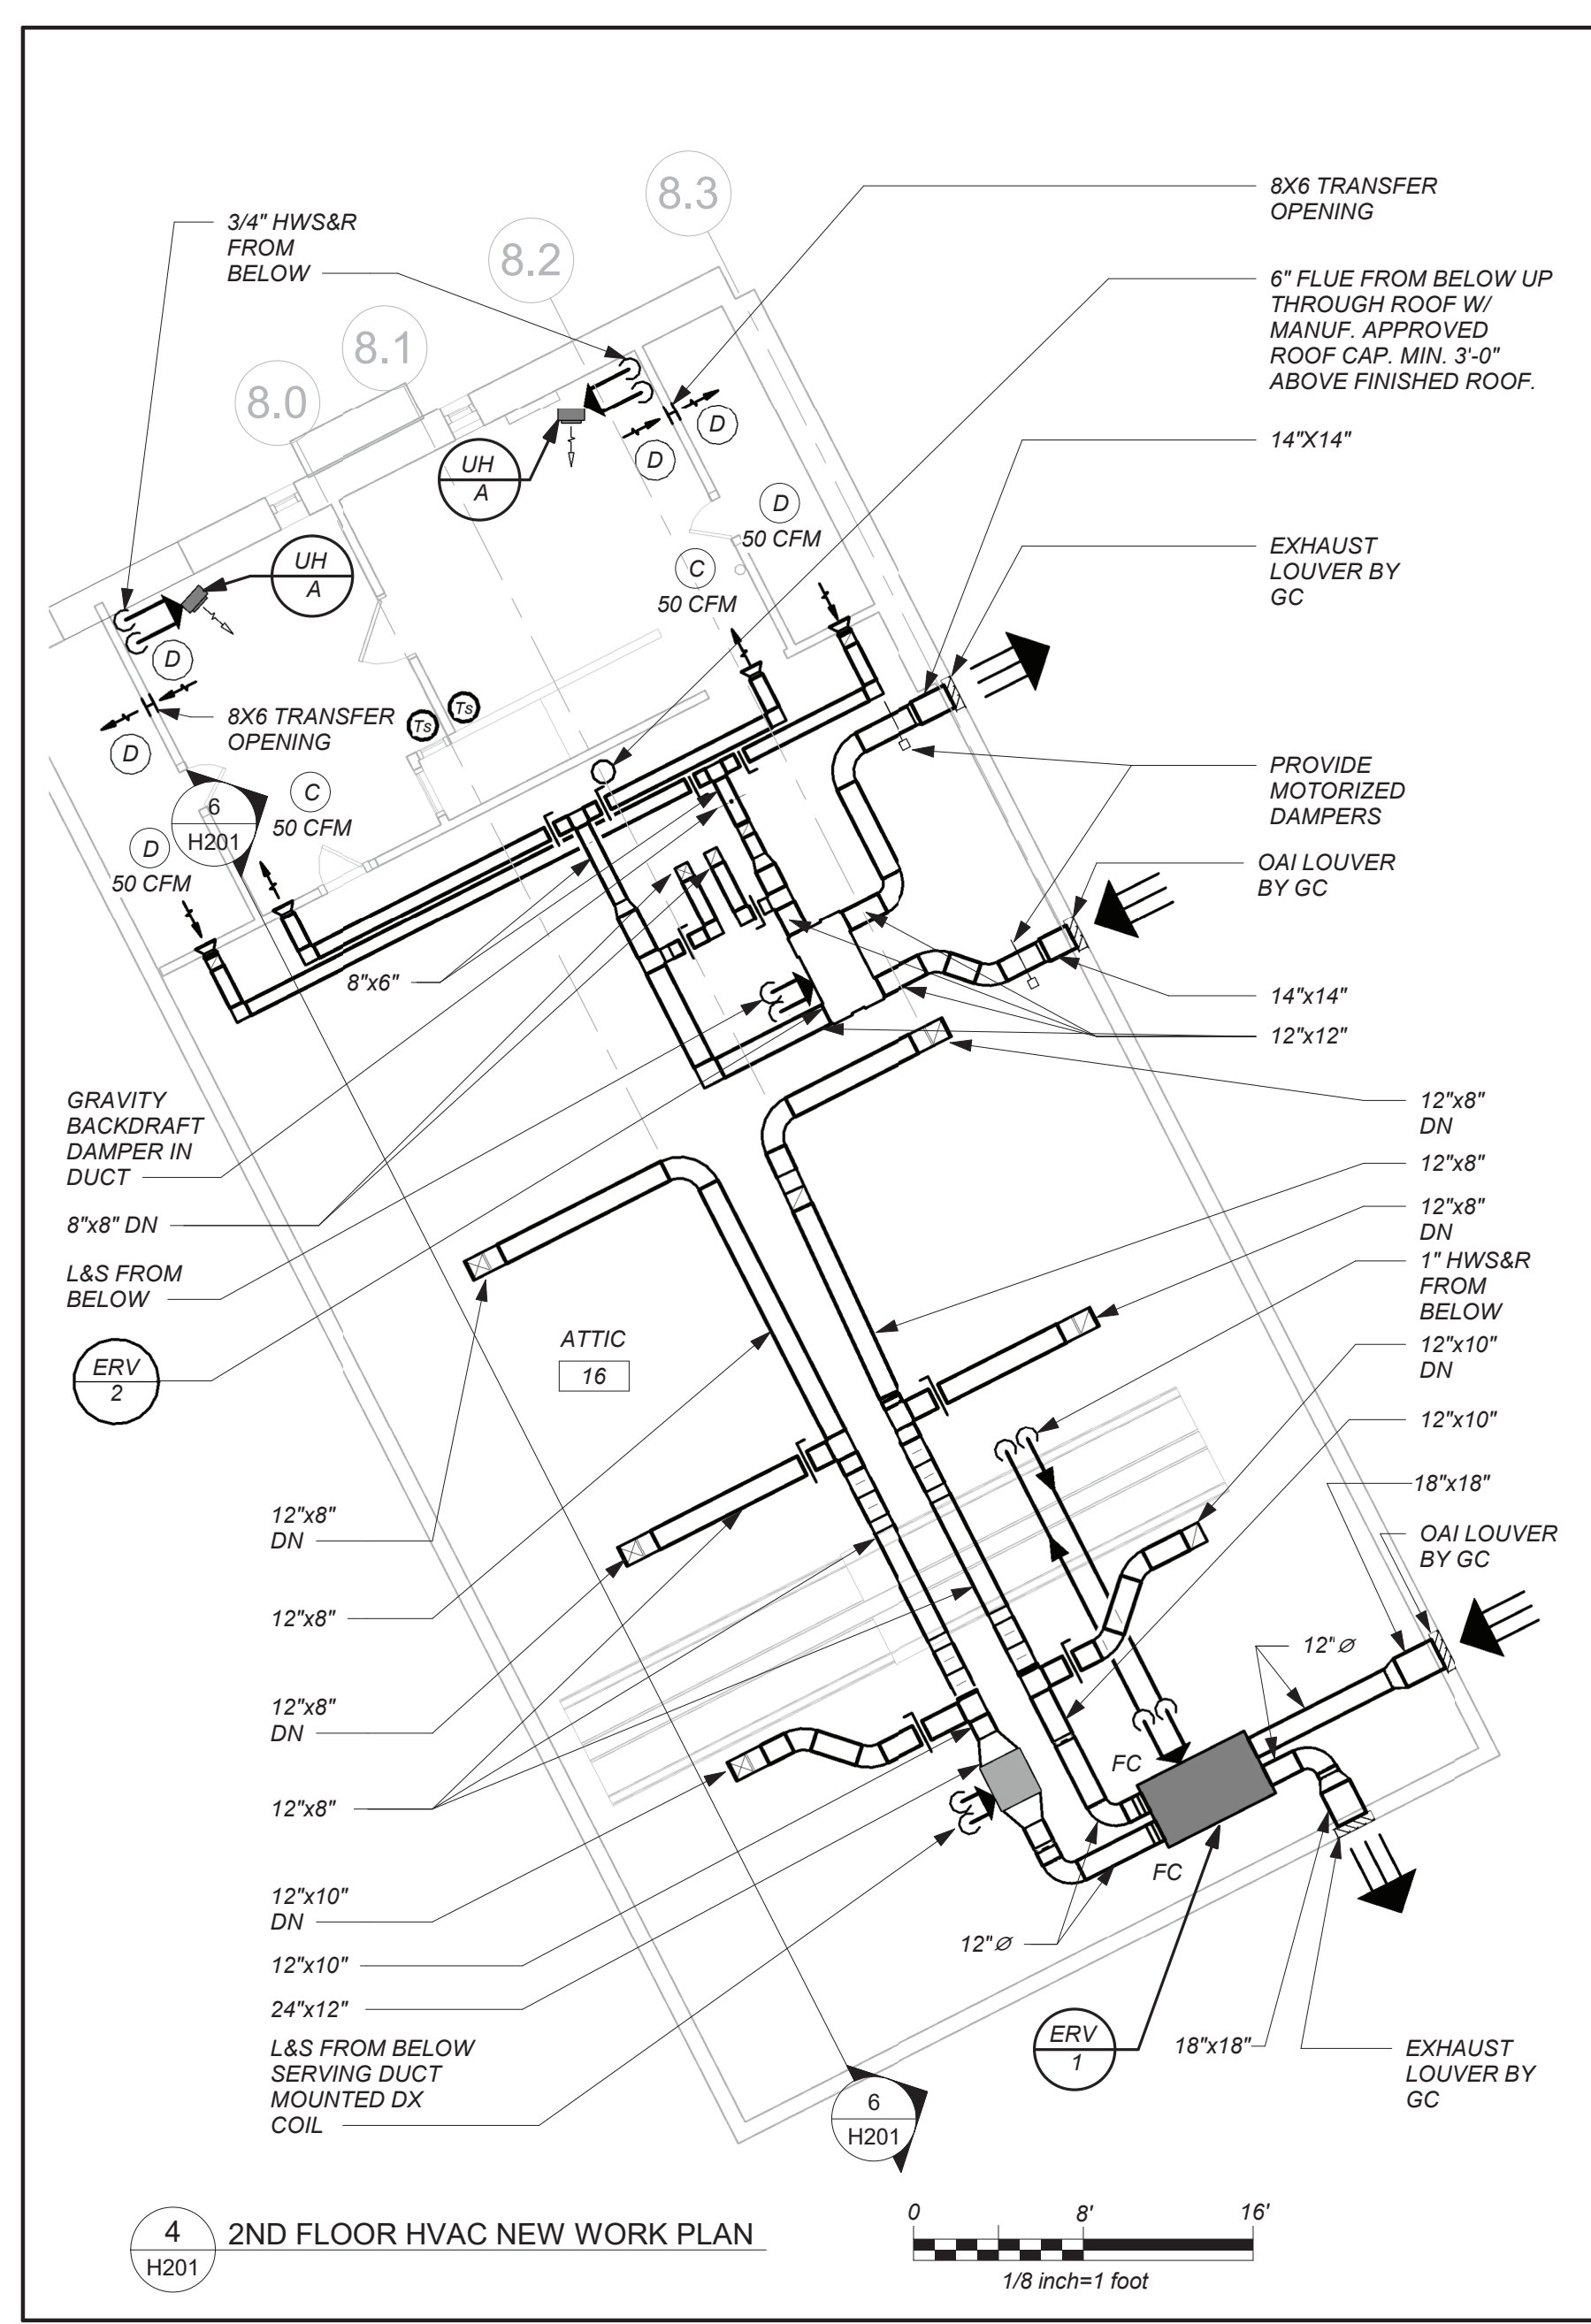 8.3
8X6 TRANSFER
OPENING
3/4" HWS&R
FROM
BELOW
8.2
6" FLUE FROM BELOW UP
THROUGH ROOF W/
MANUF. APPROVED
ROOF CAP. MIN. 3'-0"
ABOVE FINISHED ROOF.
8.1
8.0
D
D
14"X14"
UH
A
D
50 CFM
UH
A
C
50 CFM
EXHAUST
LOUVER BY
GC
D
8X6 TRANSFER
OPENING
Ts
Ts
D
PROVIDE
MOTORIZED
DAMPERS
6
H201
C
50 CFM
D
50 CFM
OAI LOUVER
BY GC
8"x6"
14"x14"
12"x12"
GRAVITY
BACKDRAFT
DAMPER IN
DUCT
12"x8"
DN
12"x8"
8"x8" DN
12"x8"
DN
L&S FROM
BELOW
1" HWS&R
FROM
BELOW
ERV
2
ATTIC
16
12"x10"
DN
12"x10"
18"x18"
12"x8"
DN
OAI LOUVER
BY GC
12"x8"
12"Ø
12"x8"
DN
FC
12"x8"
FC
12"x10"
DN
12"Ø
12"x10"
24"x12"
L&S FROM BELOW
SERVING DUCT
MOUNTED DX
COIL
ERV
1
18"x18"
EXHAUST
LOUVER BY
GC
6
H201
4
H201
2ND FLOOR HVAC NEW WORK PLAN
0 8' 16'
1/8 inch=1 foot